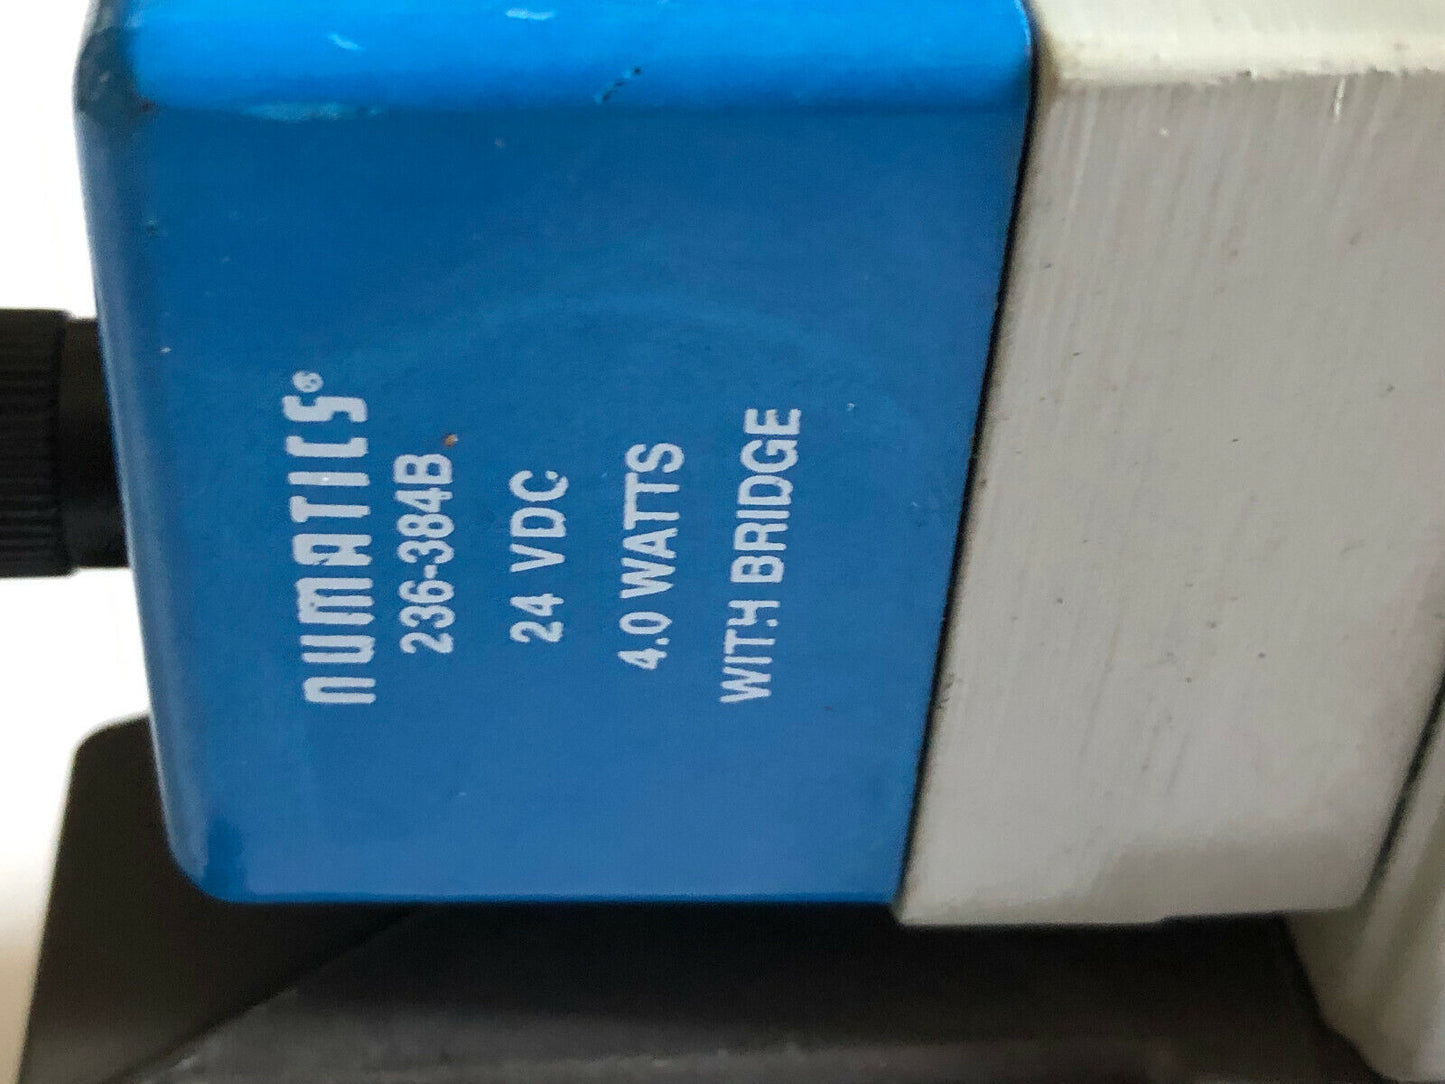 NUMATICS®
236-384B
24 VDC
4.0 WATTS
WITH BRIDGE